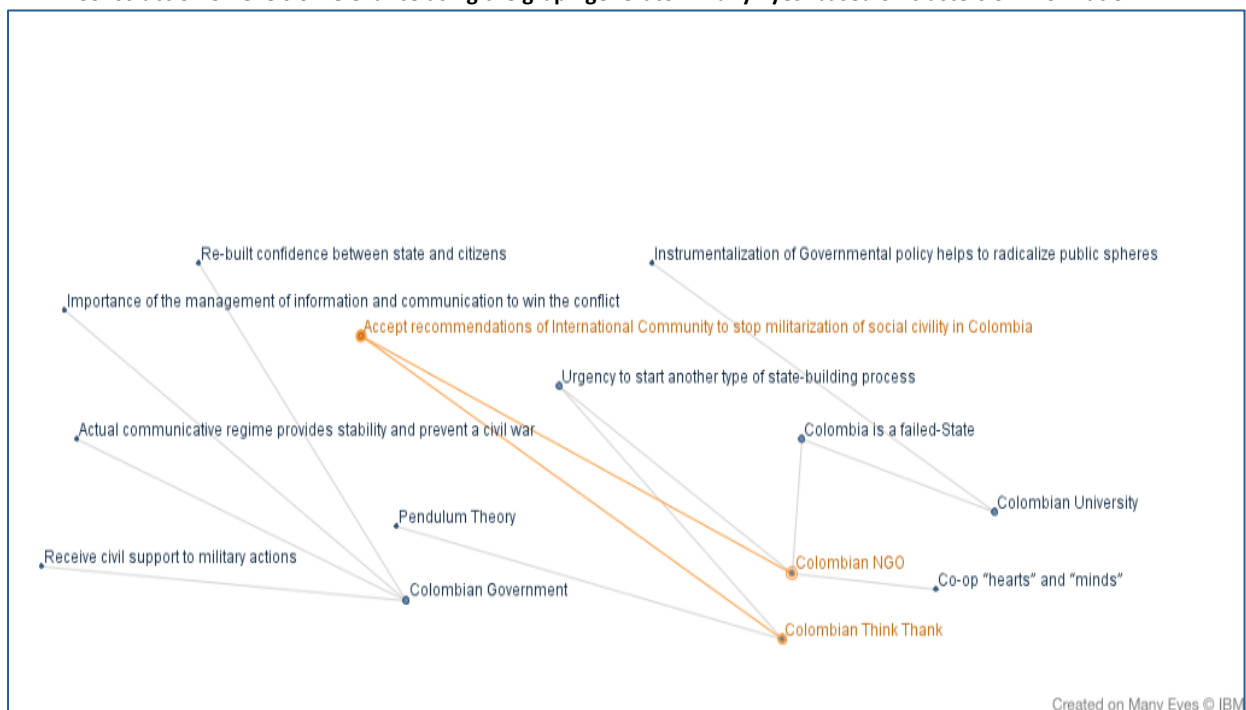 Re-built confidence between state and citizens
Instrumentalization of Governmental policy helps to radicalize public spheres
Importance of the management of information and communication to win the conflict
Accept recommendations of International Community to stop militarization of social civility in Colombia
Urgency to start another type of state-building process
Actual communicative regime provides stability and prevent a civil war
Colombia is a failed-State
Colombian University
Pendulum Theory
Receive civil support to military actions
Colombian NGO
Colombian Government
Co-op "hearts" and "minds"
Colombian Think Thank
Created on Many Eyes © IBM